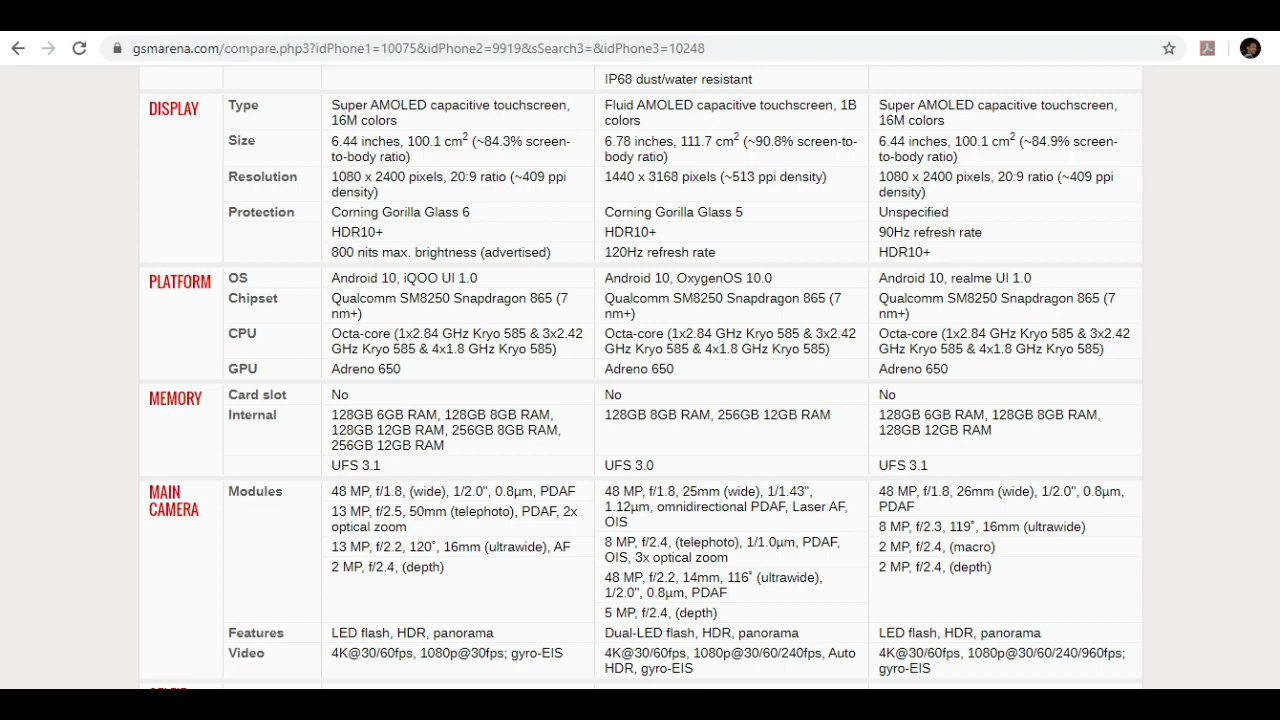 gsmarena.com/compare.php3?idPhone1=10075&idPhone2=9919&sSearch3=&idPhone3=10248
IP68 dust/water resistant
DISPLAY
Type
Super AMOLED capacitive touchscreen,
16M colors
Fluid AMOLED capacitive touchscreen, 1B
colors
Super AMOLED capacitive touchscreen,
16M colors
Size
6.44 inches, 100.1 cm2 (~84.3% screen-
to-body ratio)
6.78 inches, 111.7 cm2 (~90.8% screen-to-
body ratio)
6.44 inches, 100.1 cm2 (~84.9% screen-
to-body ratio)
Resolution
1080 x 2400 pixels, 20:9 ratio (~409 ppi
density)
1440 x 3168 pixels (~513 ppi density)
1080 x 2400 pixels, 20:9 ratio (~409 ppi
density)
Protection
Corning Gorilla Glass 6
Corning Gorilla Glass 5
Unspecified
HDR10+
HDR10+
90Hz refresh rate
800 nits max. brightness (advertised)
120Hz refresh rate
HDR10+
PLATFORM
OS
Android 10, iQOO UI 1.0
Android 10, OxygenOS 10.0
Android 10, realme UI 1.0
Chipset
Qualcomm SM8250 Snapdragon 865 (7
nm+)
Qualcomm SM8250 Snapdragon 865 (7
nm+)
Qualcomm SM8250 Snapdragon 865 (7
nm+)
CPU
Octa-core (1x2.84 GHz Kryo 585 & 3x2.42
GHz Kryo 585 & 4x1.8 GHz Kryo 585)
Octa-core (1x2.84 GHz Kryo 585 & 3x2.42
GHz Kryo 585 & 4x1.8 GHz Kryo 585)
Octa-core (1x2.84 GHz Kryo 585 & 3x2.42
GHz Kryo 585 & 4x1.8 GHz Kryo 585)
GPU
Adreno 650
Adreno 650
Adreno 650
MEMORY
Card slot
No
No
No
Internal
128GB 6GB RAM, 128GB 8GB RAM,
128GB 12GB RAM, 256GB 8GB RAM,
256GB 12GB RAM
128GB 8GB RAM, 256GB 12GB RAM
128GB 6GB RAM, 128GB 8GB RAM,
128GB 12GB RAM
UFS 3.1
UFS 3.0
UFS 3.1
MAIN
CAMERA
Modules
48 MP, f/1.8, (wide), 1/2.0", 0.8µm, PDAF
13 MP, f/2.5, 50mm (telephoto), PDAF, 2x
optical zoom
13 MP, f/2.2, 120˚, 16mm (ultrawide), AF
2 MP, f/2.4, (depth)
48 MP, f/1.8, 25mm (wide), 1/1.43",
1.12µm, omnidirectional PDAF, Laser AF,
OIS
8 MP, f/2.4, (telephoto), 1/1.0µm, PDAF,
OIS, 3x optical zoom
48 MP, f/2.2, 14mm, 116˚ (ultrawide),
1/2.0", 0.8µm, PDAF
5 MP, f/2.4, (depth)
48 MP, f/1.8, 26mm (wide), 1/2.0", 0.8µm,
PDAF
8 MP, f/2.3, 119˚, 16mm (ultrawide)
2 MP, f/2.4, (macro)
2 MP, f/2.4, (depth)
Features
LED flash, HDR, panorama
Dual-LED flash, HDR, panorama
LED flash, HDR, panorama
Video
4K@30/60fps, 1080p@30fps; gyro-EIS
4K@30/60fps, 1080p@30/60/240fps, Auto
HDR, gyro-EIS
4K@30/60fps, 1080p@30/60/240/960fps;
gyro-EIS